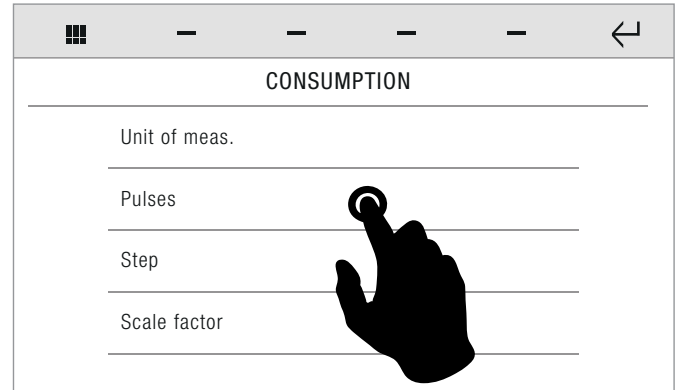 CONSUMPTION
Unit of meas.
Pulses
Step
Scale factor